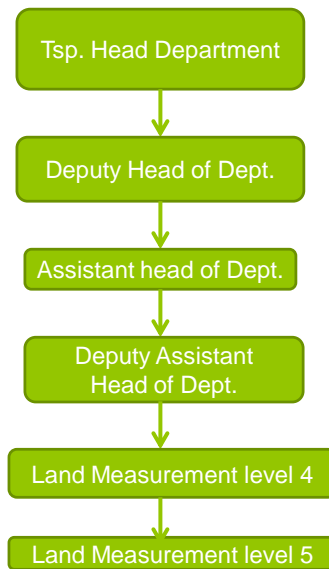 Tsp. Head Department
Deputy Head of Dept.
Assistant head of Dept.
Deputy Assistant
Head of Dept.
Land Measurement level 4
Land Measurement level 5